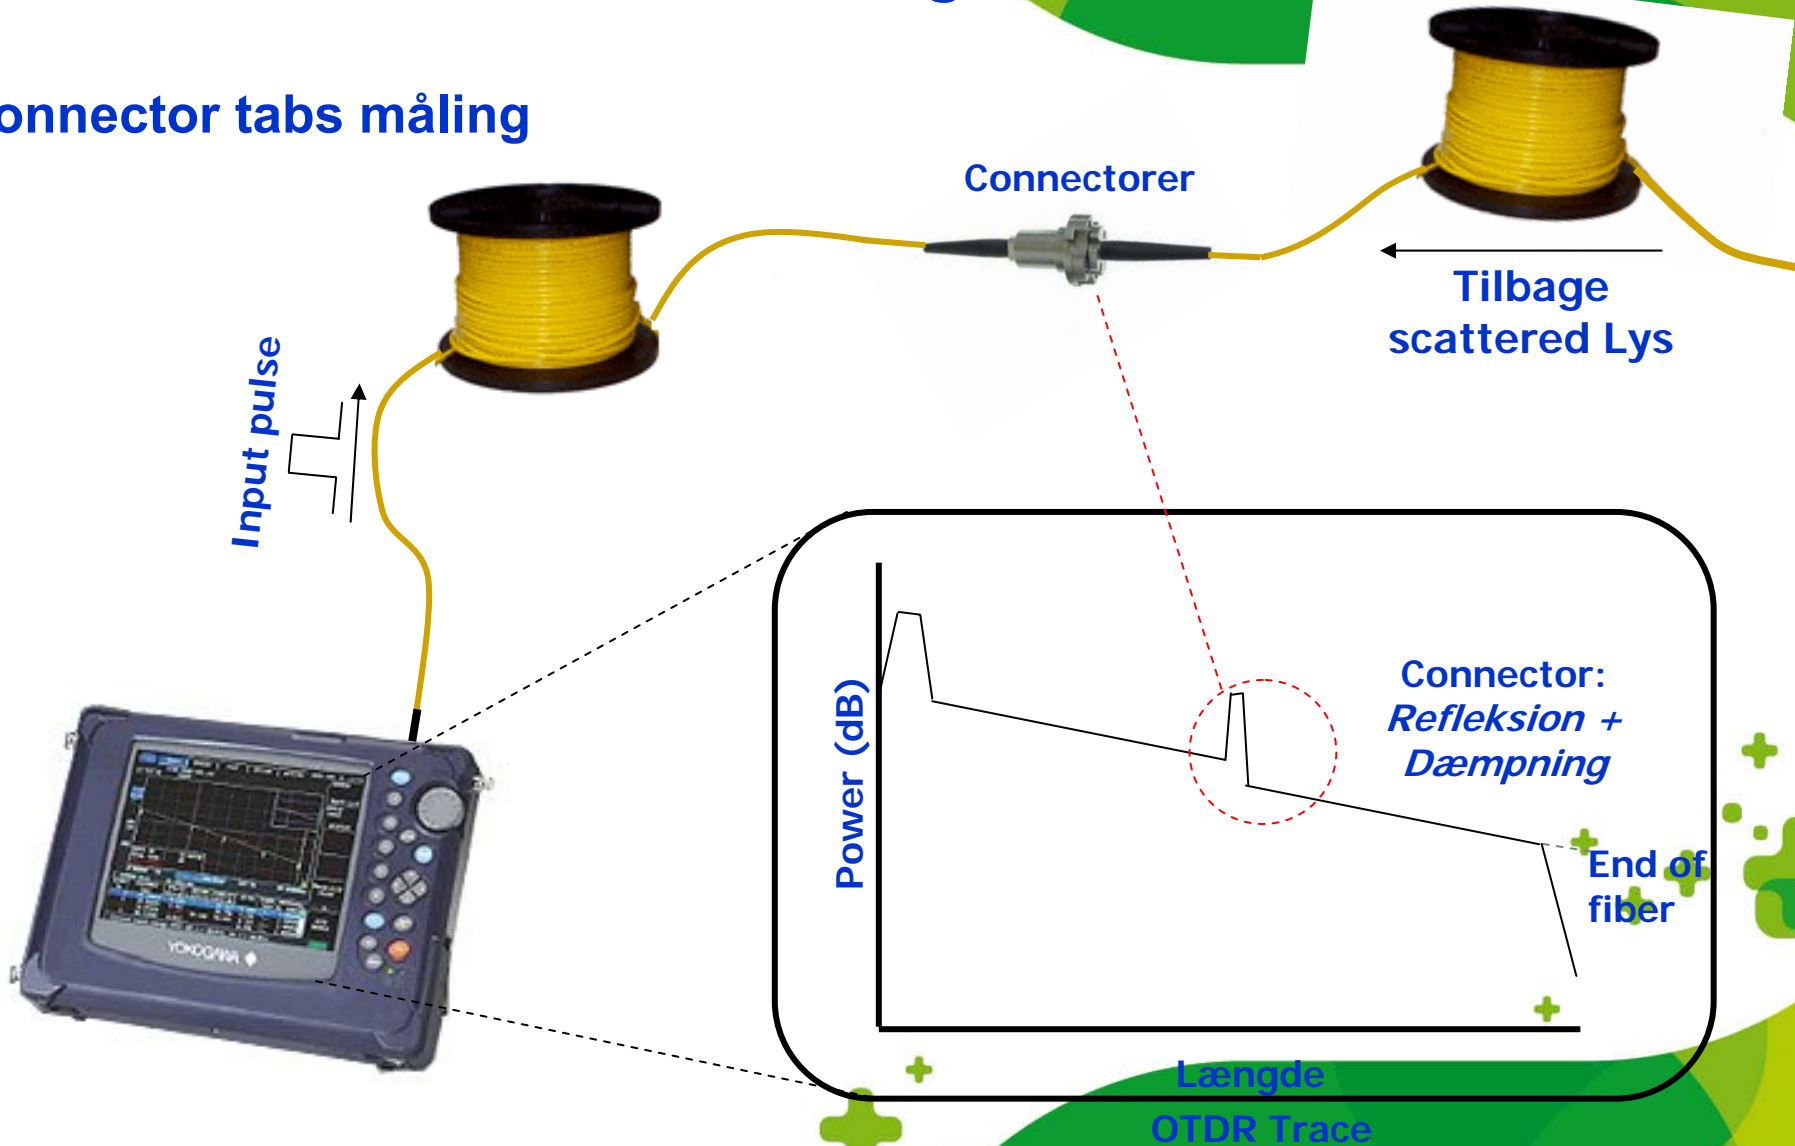 onnector tabs måling
Connectorer
Tilbage
scattered Lys
Input pulse
Power (dB)
Connector:
Refleksion +
Dæmpning
End of
fiber
YOKOGAWA
Længde
OTDR Trace